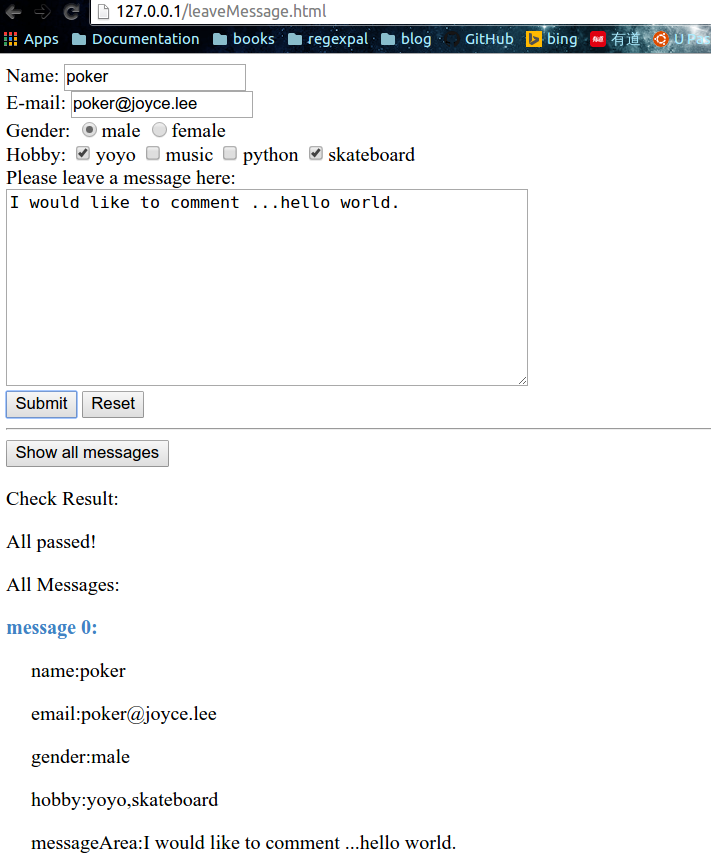 127.0.0.1/leaveMessage.html
Apps Documentation books regexpal blog GitHub bing 有道 U
Name: poker
E-mail: poker@joyce.lee
Gender: male female
Hobby: yoyo music python skateboard
Please leave a message here:
I would like to comment ...hello world.
Submit Reset
Show all messages
Check Result:
All passed!
All Messages:
message 0:
name:poker
email:poker@joyce.lee
gender:male
hobby:yoyo,skateboard
messageArea:I would like to comment ...hello world.